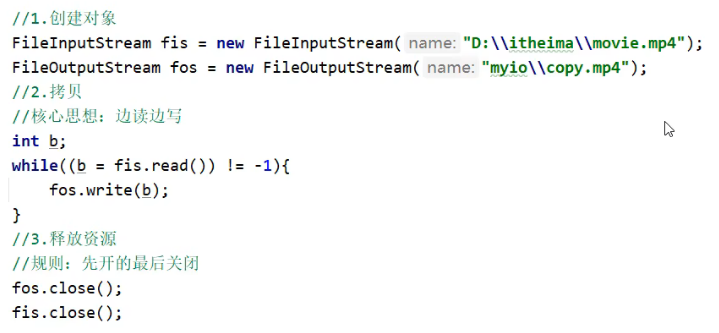 //1.创建对象
FileInputStream fis = new FileInputStream( name: "D:\\itheima\\movie.mp4");
FileOutputStream fos = new FileOutputStream( name: "myio\\copy.mp4");
//2.拷贝
//核心思想：边读边写
int b;
while((b = fis.read()) != -1){
    fos.write(b);
}
//3.释放资源
//规则：先开的最后关闭
fos.close();
fis.close();